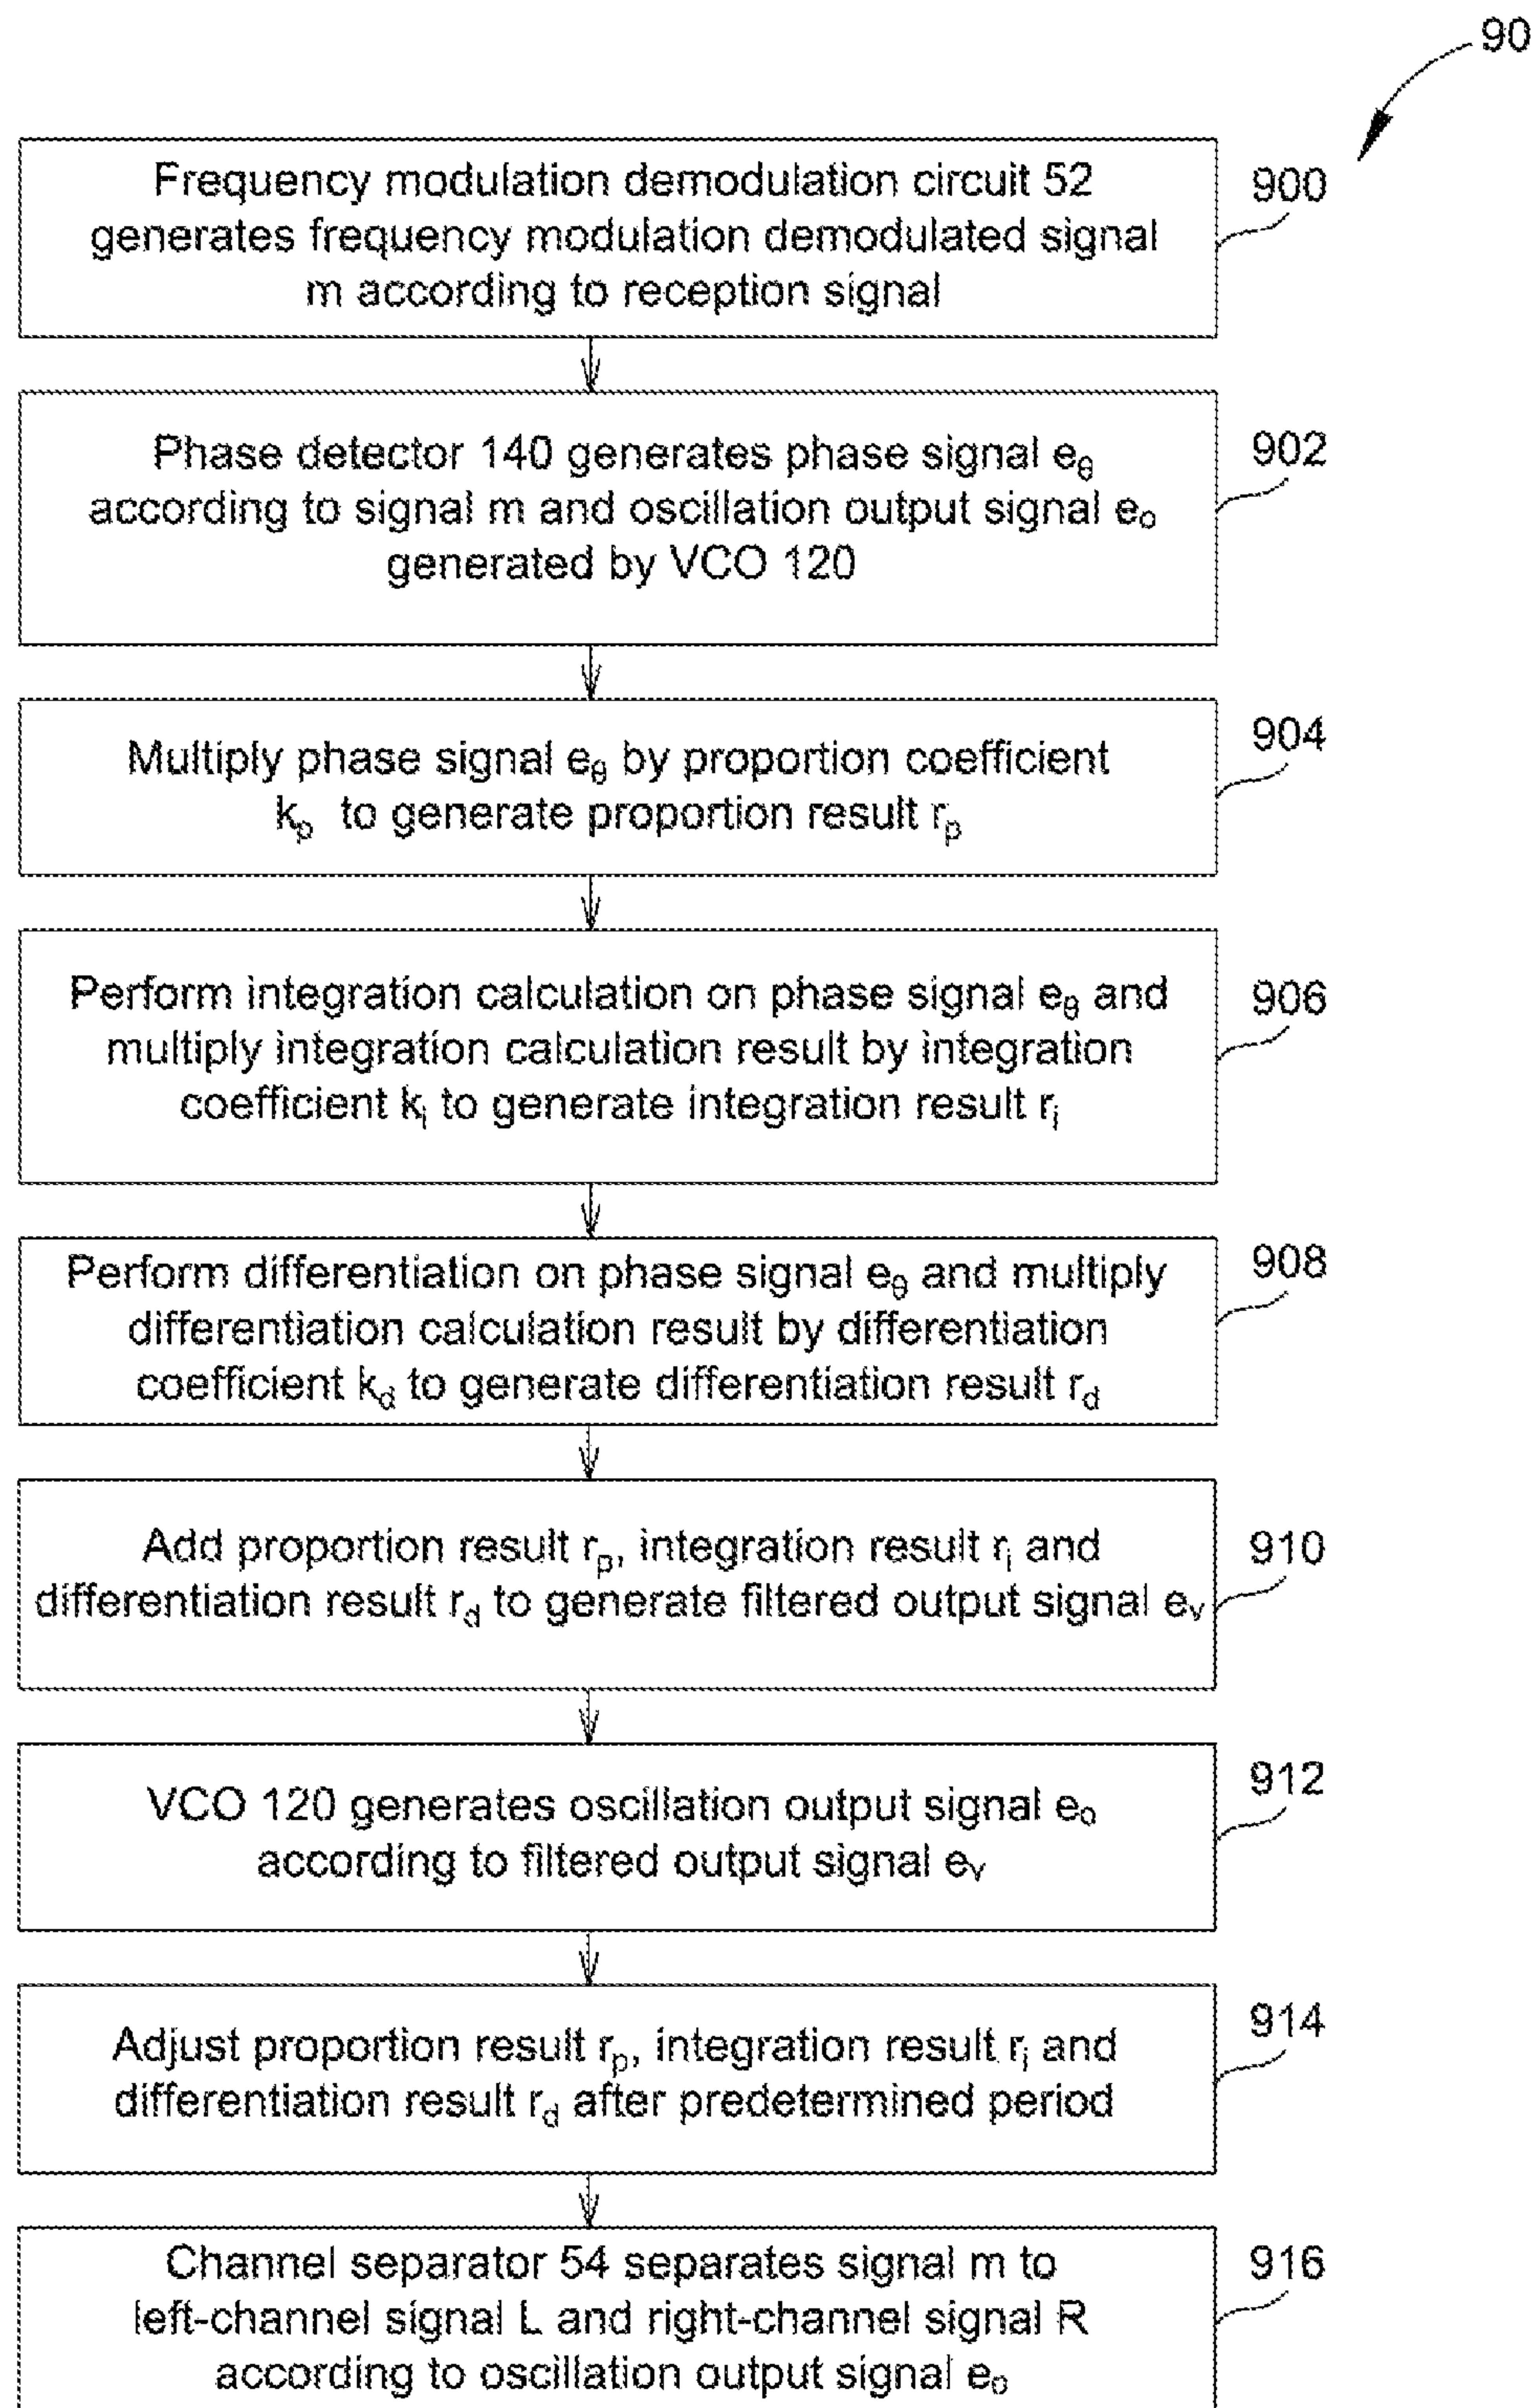 90
Frequency modulation demodulation circuit 52
generates frequency modulation demodulated signal
m according to reception signal
900
Phase detector 140 generates phase signal eθ
according to signal m and oscillation output signal eo
generated by VCO 120
902
Multiply phase signal eθ by proportion coefficient
kp to generate proportion result rp
904
Perform integration calculation on phase signal eθ and
multiply integration calculation result by integration
coefficient ki to generate integration result ri
906
Perform differentiation on phase signal eθ and multiply
differentiation calculation result by differentiation
coefficient kd to generate differentiation result rd
908
Add proportion result rp, integration result ri and
differentiation result rd to generate filtered output signal ev
910
VCO 120 generates oscillation output signal eo
according to filtered output signal ev
912
Adjust proportion result rp, integration result ri and
differentiation result rd after predetermined period
914
Channel separator 54 separates signal m to
left-channel signal L and right-channel signal R
according to oscillation output signal eo
916